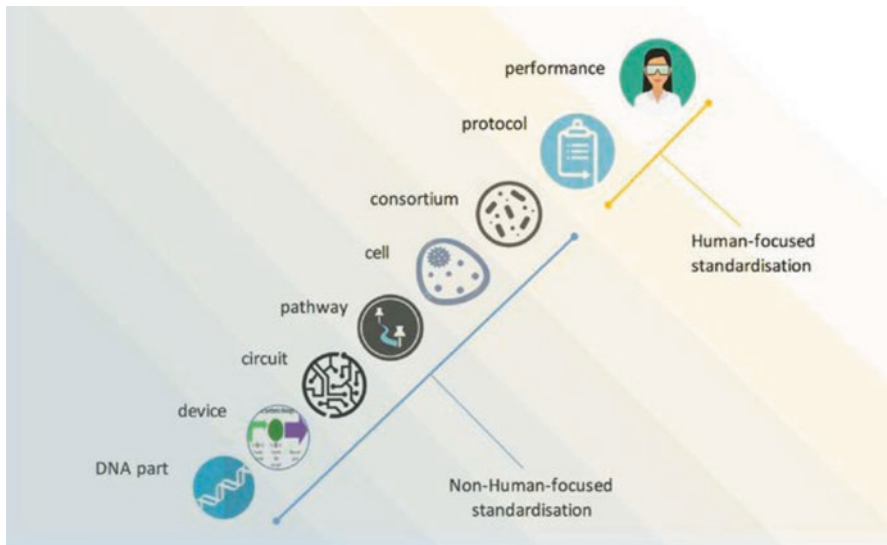 performance
protocol
consortium
cell
pathway
circuit
device
DNA part
Human-focused
standardisation
Non-Human-focused
standardisation